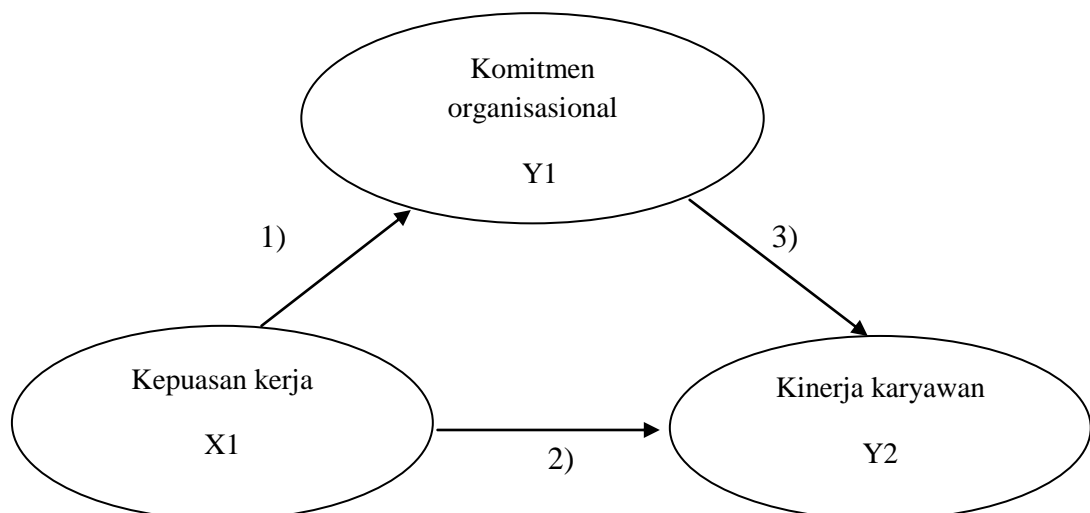 Komitmen
organisasional
Y1
1)
3)
Kepuasan kerja
X1
2)
Kinerja karyawan
Y2